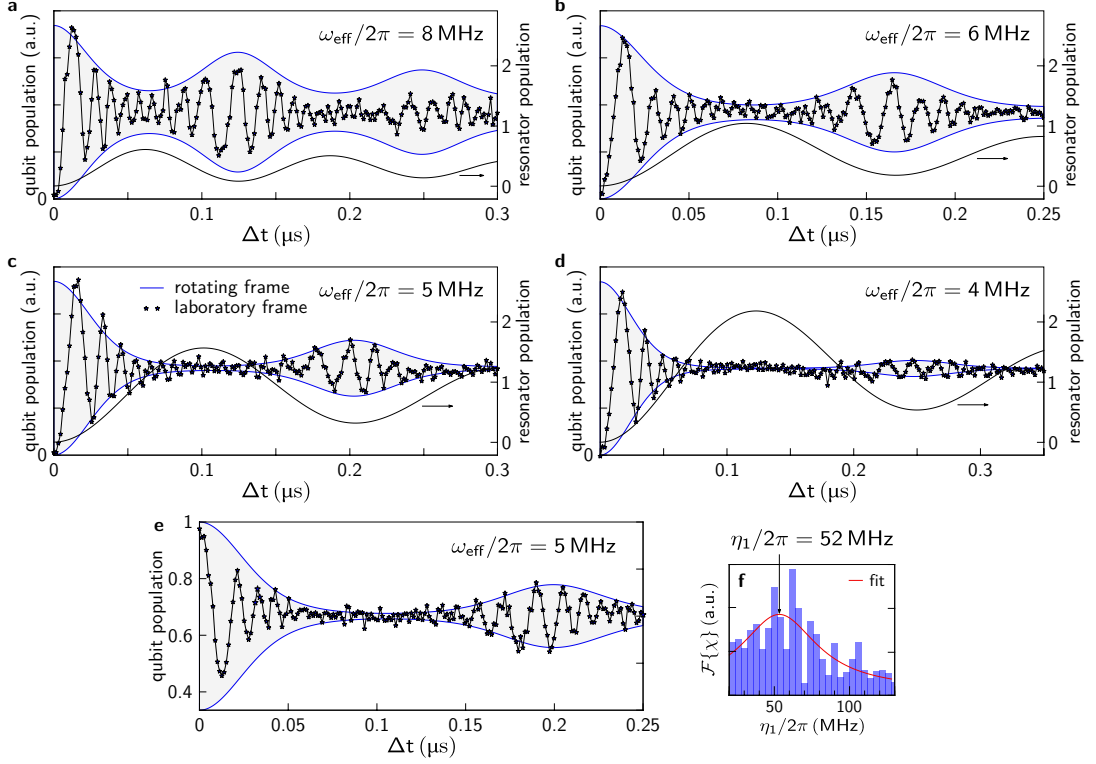 a
ω_eff/2π = 8 MHz
qubit population (a.u.)
resonator population
0
0
1
2
0 0.1 0.2 0.3
Δt (μs)
b
ω_eff/2π = 6 MHz
qubit population (a.u.)
resonator population
0
0
1
2
0 0.05 0.1 0.15 0.2 0.25
Δt (μs)
c
rotating frame
laboratory frame
ω_eff/2π = 5 MHz
qubit population (a.u.)
resonator population
0
0
1
2
0 0.1 0.2 0.3
Δt (μs)
d
ω_eff/2π = 4 MHz
qubit population (a.u.)
resonator population
0
0
1
2
0 0.1 0.2 0.3
Δt (μs)
e
ω_eff/2π = 5 MHz
qubit population
1
0.8
0.6
0.4
0 0.05 0.1 0.15 0.2 0.25
Δt (μs)
η₁/2π = 52 MHz
f
fit
ℱ{χ} (a.u.)
50 100
η₁/2π (MHz)